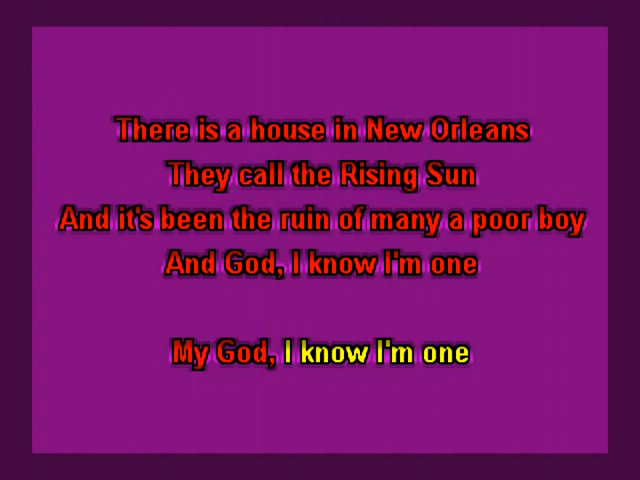 There is a house in New Orleans
They call the Rising Sun
And it's been the ruin of many a poor boy
And God, I know I'm one
My God, I know I'm one